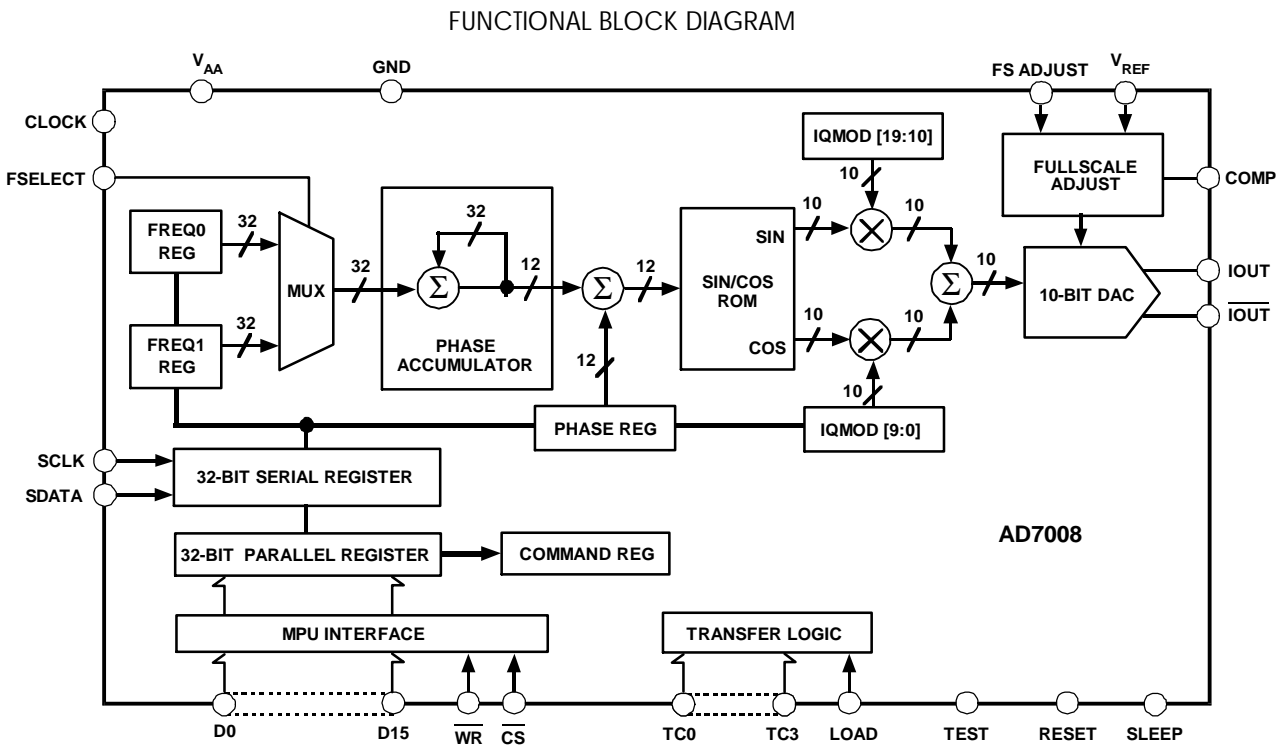 FUNCTIONAL BLOCK DIAGRAM
VAA
GND
FS ADJUST
VREF
CLOCK
FSELECT
IQMOD [19:10]
10
FULLSCALE
ADJUST
COMP
FREQ0
REG
32
MUX
32
32
Σ
12
PHASE
ACCUMULATOR
Σ
12
12
SIN
SIN/COS
ROM
COS
10
10
10
10
Σ
10
10-BIT DAC
IOUT
IOUT
FREQ1
REG
32
10
PHASE REG
IQMOD [9:0]
SCLK
SDATA
32-BIT SERIAL REGISTER
32-BIT PARALLEL REGISTER
COMMAND REG
AD7008
MPU INTERFACE
TRANSFER LOGIC
D0
D15
WR
CS
TC0
TC3
LOAD
TEST
RESET
SLEEP